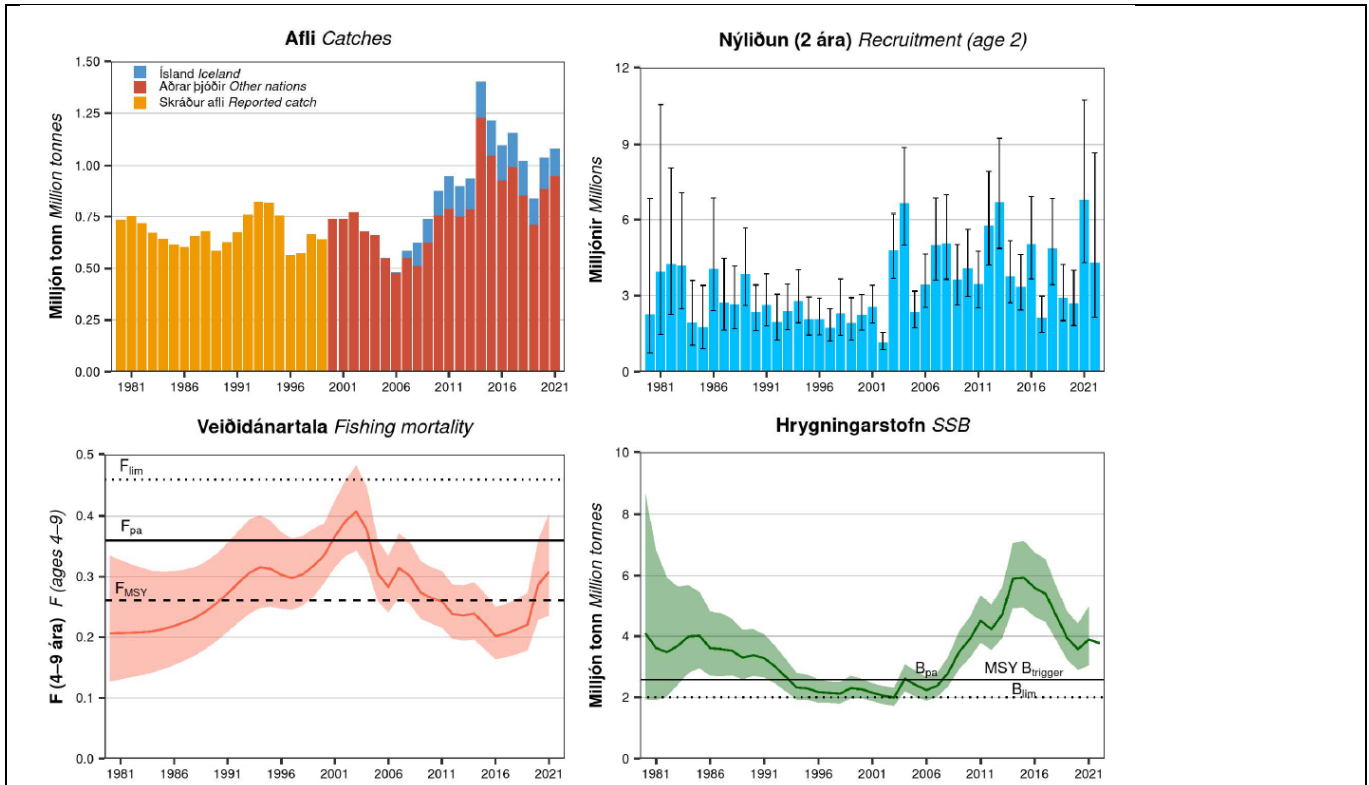 Afli Catches
Milljón tonn Million tonnes
1.50
1.25
1.00
0.75
0.50
0.25
0.00
Ísland Iceland
Aðrar þjóðir Other nations
Skráður afli Reported catch
1981 1986 1991 1996 2001 2006 2011 2016 2021
Nýliðun (2 ára) Recruitment (age 2)
Milljónir Millions
12
9
6
3
0
1981 1986 1991 1996 2001 2006 2011 2016 2021
Veiðidánartala Fishing mortality
F (4–9 ára) F (ages 4–9)
0.5
0.4
0.3
0.2
0.1
0.0
Flim
Fpa
FMSY
1981 1986 1991 1996 2001 2006 2011 2016 2021
Hrygningarstofn SSB
Milljón tonn Million tonnes
10
8
6
4
2
0
Bpa MSY Btrigger
Blim
1981 1986 1991 1996 2001 2006 2011 2016 2021